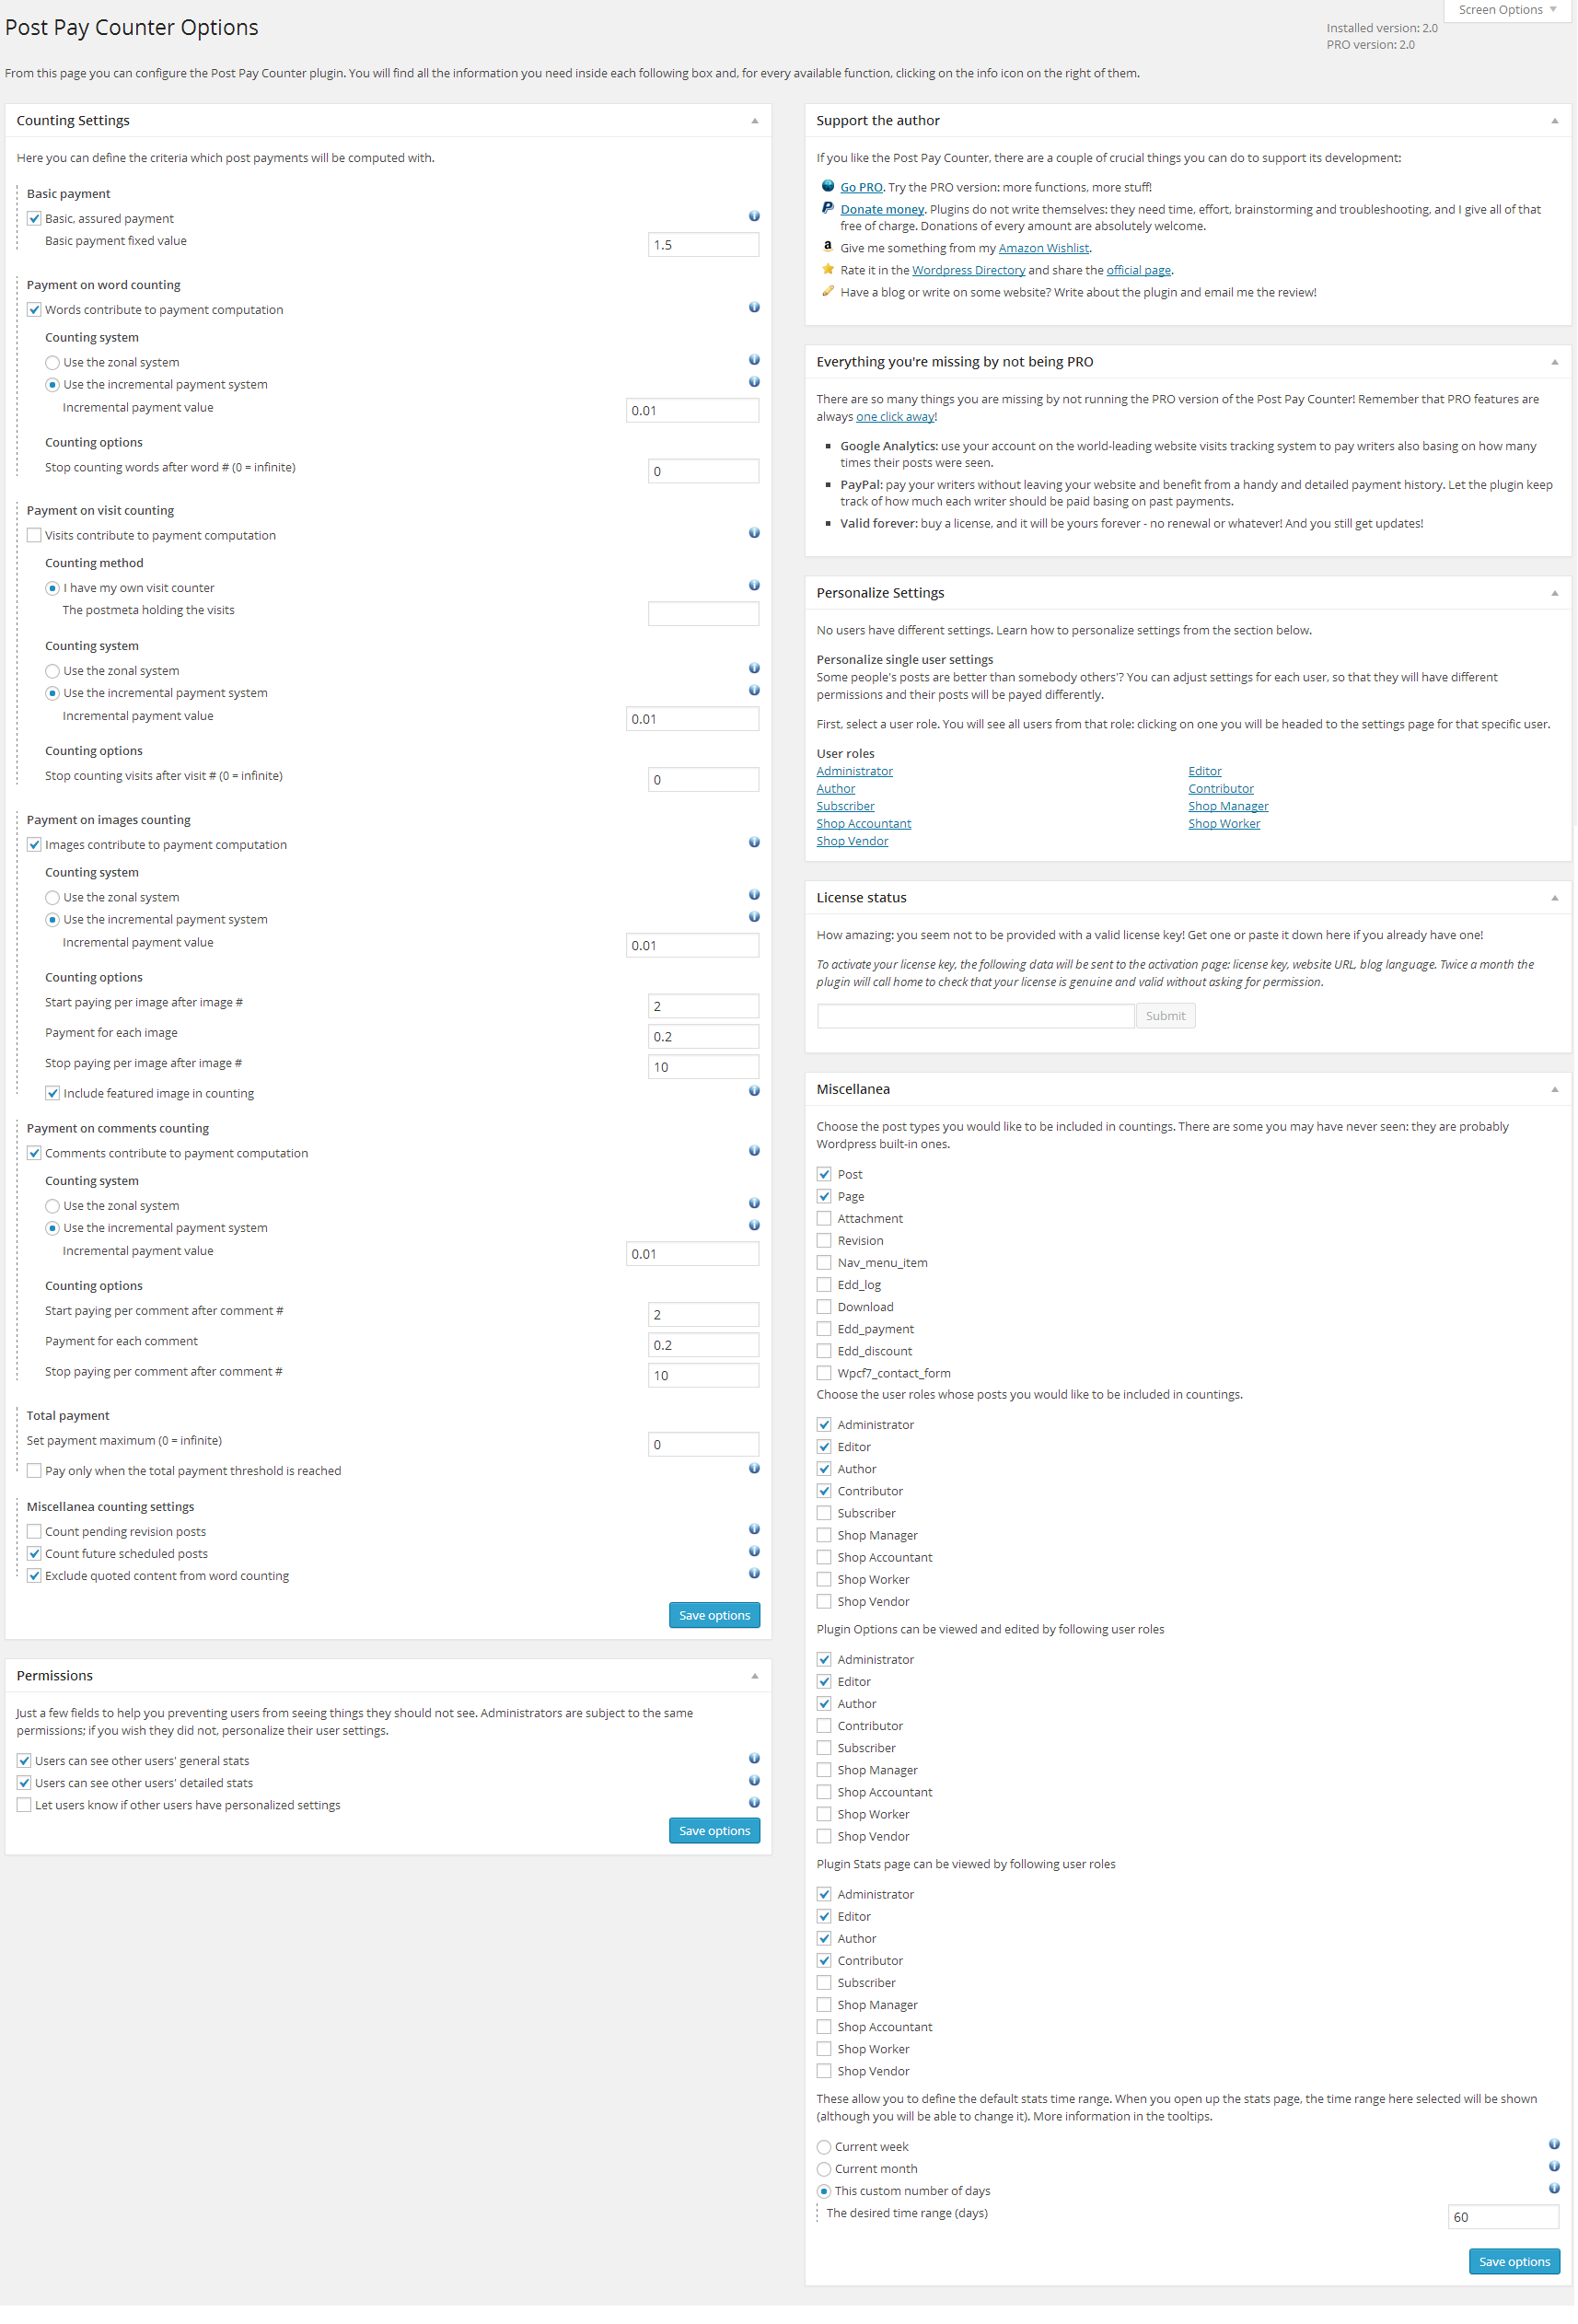 Screen Options
Post Pay Counter Options
Installed version: 2.0
PRO version: 2.0
From this page you can configure the Post Pay Counter plugin. You will find all the information you need inside each following box and, for every available function, clicking on the info icon on the right of them.
Counting Settings
Here you can define the criteria which post payments will be computed with.
Basic payment
Basic, assured payment
Basic payment fixed value
1.5
Payment on word counting
Words contribute to payment computation
Counting system
Use the zonal system
Use the incremental payment system
Incremental payment value
0.01
Counting options
Stop counting words after word # (0 = infinite)
0
Payment on visit counting
Visits contribute to payment computation
Counting method
I have my own visit counter
The postmeta holding the visits
Counting system
Use the zonal system
Use the incremental payment system
Incremental payment value
0.01
Counting options
Stop counting visits after visit # (0 = infinite)
0
Payment on images counting
Images contribute to payment computation
Counting system
Use the zonal system
Use the incremental payment system
Incremental payment value
0.01
Counting options
Start paying per image after image #
2
Payment for each image
0.2
Stop paying per image after image #
10
Include featured image in counting
Payment on comments counting
Comments contribute to payment computation
Counting system
Use the zonal system
Use the incremental payment system
Incremental payment value
0.01
Counting options
Start paying per comment after comment #
2
Payment for each comment
0.2
Stop paying per comment after comment #
10
Total payment
Set payment maximum (0 = infinite)
0
Pay only when the total payment threshold is reached
Miscellanea counting settings
Count pending revision posts
Count future scheduled posts
Exclude quoted content from word counting
Save options
Permissions
Just a few fields to help you preventing users from seeing things they should not see. Administrators are subject to the same
permissions; if you wish they did not, personalize their user settings.
Users can see other users' general stats
Users can see other users' detailed stats
Let users know if other users have personalized settings
Save options
Support the author
If you like the Post Pay Counter, there are a couple of crucial things you can do to support its development:
Go PRO. Try the PRO version: more functions, more stuff!
Donate money. Plugins do not write themselves: they need time, effort, brainstorming and troubleshooting, and I give all of that
free of charge. Donations of every amount are absolutely welcome.
Give me something from my Amazon Wishlist.
Rate it in the Wordpress Directory and share the official page.
Have a blog or write on some website? Write about the plugin and email me the review!
Everything you're missing by not being PRO
There are so many things you are missing by not running the PRO version of the Post Pay Counter! Remember that PRO features are
always one click away!
Google Analytics: use your account on the world-leading website visits tracking system to pay writers also basing on how many
times their posts were seen.
PayPal: pay your writers without leaving your website and benefit from a handy and detailed payment history. Let the plugin keep
track of how much each writer should be paid basing on past payments.
Valid forever: buy a license, and it will be yours forever - no renewal or whatever! And you still get updates!
Personalize Settings
No users have different settings. Learn how to personalize settings from the section below.
Personalize single user settings
Some people's posts are better than somebody others'? You can adjust settings for each user, so that they will have different
permissions and their posts will be payed differently.
First, select a user role. You will see all users from that role: clicking on one you will be headed to the settings page for that specific user.
User roles
Administrator Editor
Author Contributor
Subscriber Shop Manager
Shop Accountant Shop Worker
Shop Vendor
License status
How amazing: you seem not to be provided with a valid license key! Get one or paste it down here if you already have one!
To activate your license key, the following data will be sent to the activation page: license key, website URL, blog language. Twice a month the
plugin will call home to check that your license is genuine and valid without asking for permission.
Submit
Miscellanea
Choose the post types you would like to be included in countings. There are some you may have never seen: they are probably
Wordpress built-in ones.
Post
Page
Attachment
Revision
Nav_menu_item
Edd_log
Download
Edd_payment
Edd_discount
Wpcf7_contact_form
Choose the user roles whose posts you would like to be included in countings.
Administrator
Editor
Author
Contributor
Subscriber
Shop Manager
Shop Accountant
Shop Worker
Shop Vendor
Plugin Options can be viewed and edited by following user roles
Administrator
Editor
Author
Contributor
Subscriber
Shop Manager
Shop Accountant
Shop Worker
Shop Vendor
Plugin Stats page can be viewed by following user roles
Administrator
Editor
Author
Contributor
Subscriber
Shop Manager
Shop Accountant
Shop Worker
Shop Vendor
These allow you to define the default stats time range. When you open up the stats page, the time range here selected will be shown
(although you will be able to change it). More information in the tooltips.
Current week
Current month
This custom number of days
The desired time range (days)
60
Save options